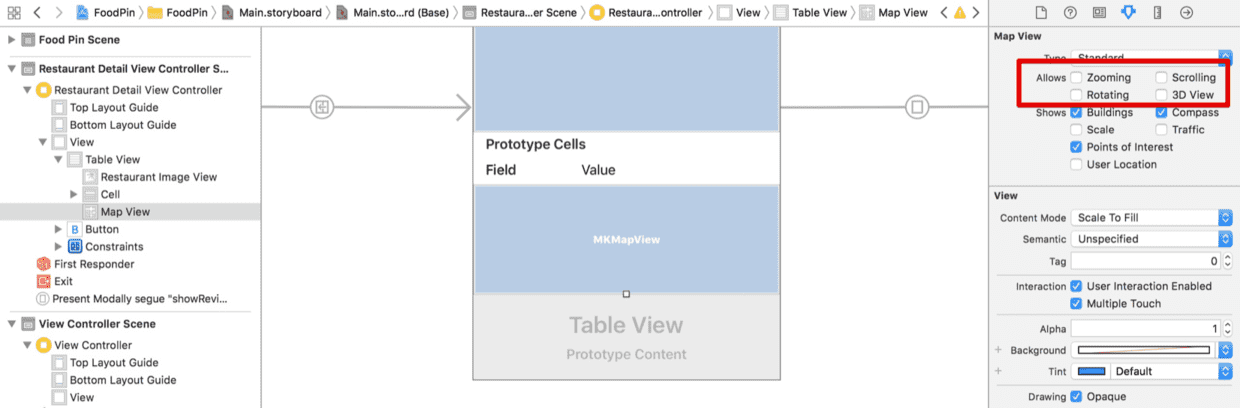 FoodPin FoodPin Main.storyboard Main.sto...rd (Base) Restaura...er Scene Restaura...ontroller View Table View Map View
Food Pin Scene
Restaurant Detail View Controller S...
Restaurant Detail View Controller
Top Layout Guide
Bottom Layout Guide
View
Table View
Restaurant Image View
Cell
Map View
B Button
Constraints
First Responder
Exit
Present Modally segue "showRevi...
View Controller Scene
View Controller
Top Layout Guide
Bottom Layout Guide
View
Prototype Cells
Field Value
MKMapView
Table View
Prototype Content
Map View
Type Standard
Allows Zooming Scrolling
Rotating 3D View
Shows Buildings Compass
Scale Traffic
Points of Interest
User Location
View
Content Mode Scale To Fill
Semantic Unspecified
Tag 0
Interaction User Interaction Enabled
Multiple Touch
Alpha 1
Background
Tint Default
Drawing Opaque